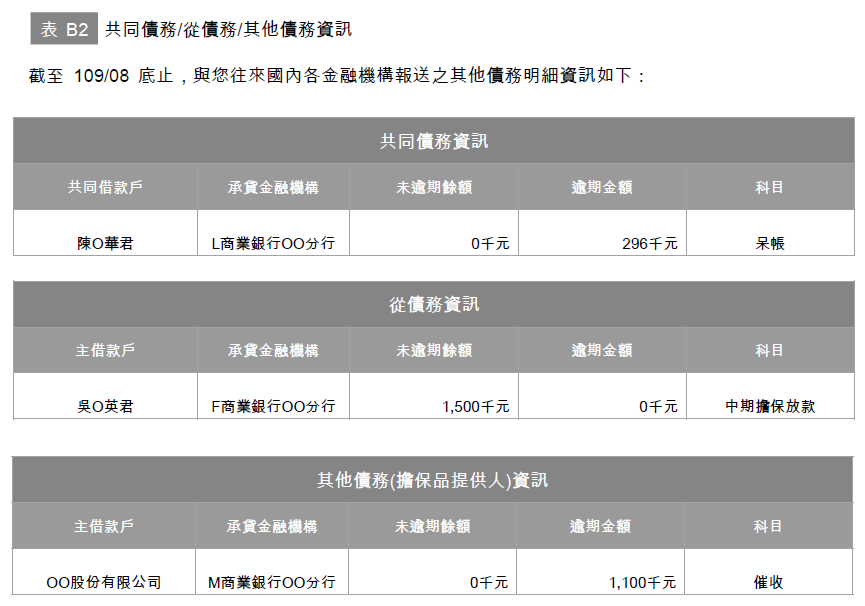 表 B2 共同債務/從債務/其他債務資訊
截至 109/08 底止，與您往來國內各金融機構報送之其他債務明細資訊如下：
共同債務資訊
共同借款戶 承貸金融機構 未逾期餘額 逾期金額 科目
陳O華君 L商業銀行OO分行 0千元 296千元 呆帳
從債務資訊
主借款戶 承貸金融機構 未逾期餘額 逾期金額 科目
吳O英君 F商業銀行OO分行 1,500千元 0千元 中期擔保放款
其他債務(擔保品提供人)資訊
主借款戶 承貸金融機構 未逾期餘額 逾期金額 科目
OO股份有限公司 M商業銀行OO分行 0千元 1,100千元 催收